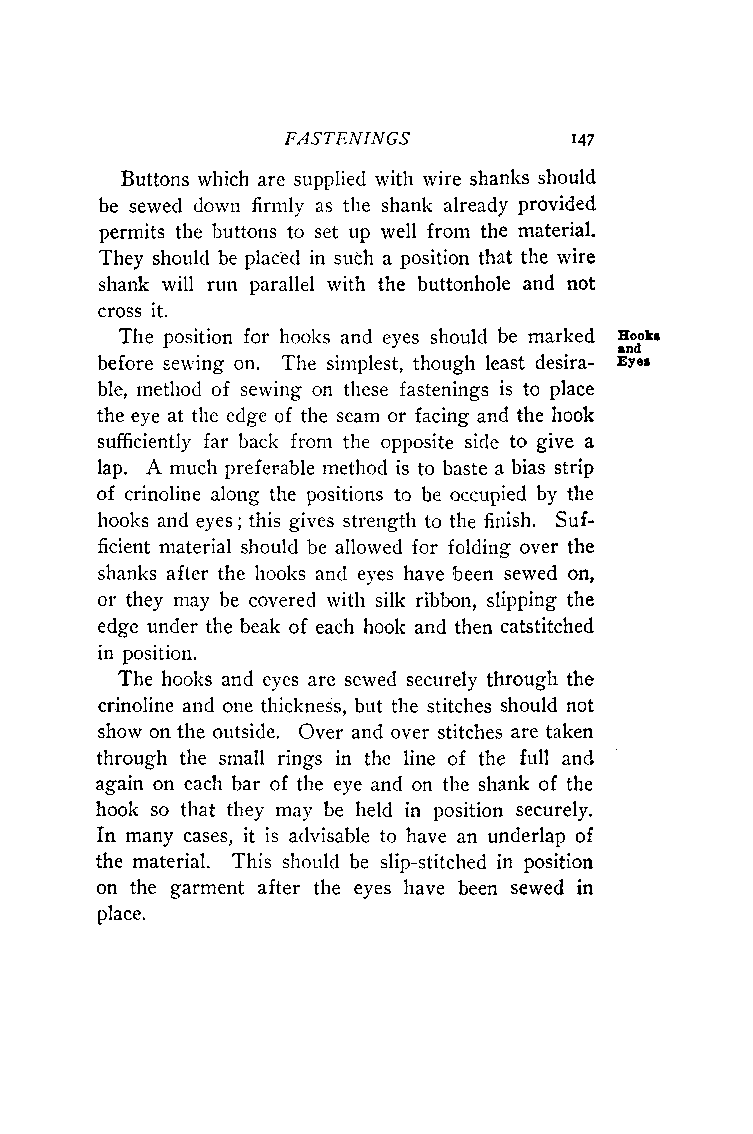 FASTENINGS 147
Buttons which are supplied with wire shanks should
be sewed down firmly as the shank already provided
permits the buttons to set up well from the material.
They should be placed in such a position that the wire
shank will run parallel with the buttonhole and not
cross it.
The position for hooks and eyes should be marked
before sewing on. The simplest, though least desira-
ble, method of sewing on these fastenings is to place
the eye at the edge of the seam or facing and the hook
sufficiently far back from the opposite side to give a
lap. A much preferable method is to baste a bias strip
of crinoline along the positions to be occupied by the
hooks and eyes; this gives strength to the finish. Suf-
ficient material should be allowed for folding over the
shanks after the hooks and eyes have been sewed on,
or they may be covered with silk ribbon, slipping the
edge under the beak of each hook and then catstitched
in position.
The hooks and eyes are sewed securely through the
crinoline and one thickness, but the stitches should not
show on the outside. Over and over stitches are taken
through the small rings in the line of the full and
again on each bar of the eye and on the shank of the
hook so that they may be held in position securely.
In many cases, it is advisable to have an underlap of
the material. This should be slip-stitched in position
on the garment after the eyes have been sewed in
place.
Hooks
and
Eyes